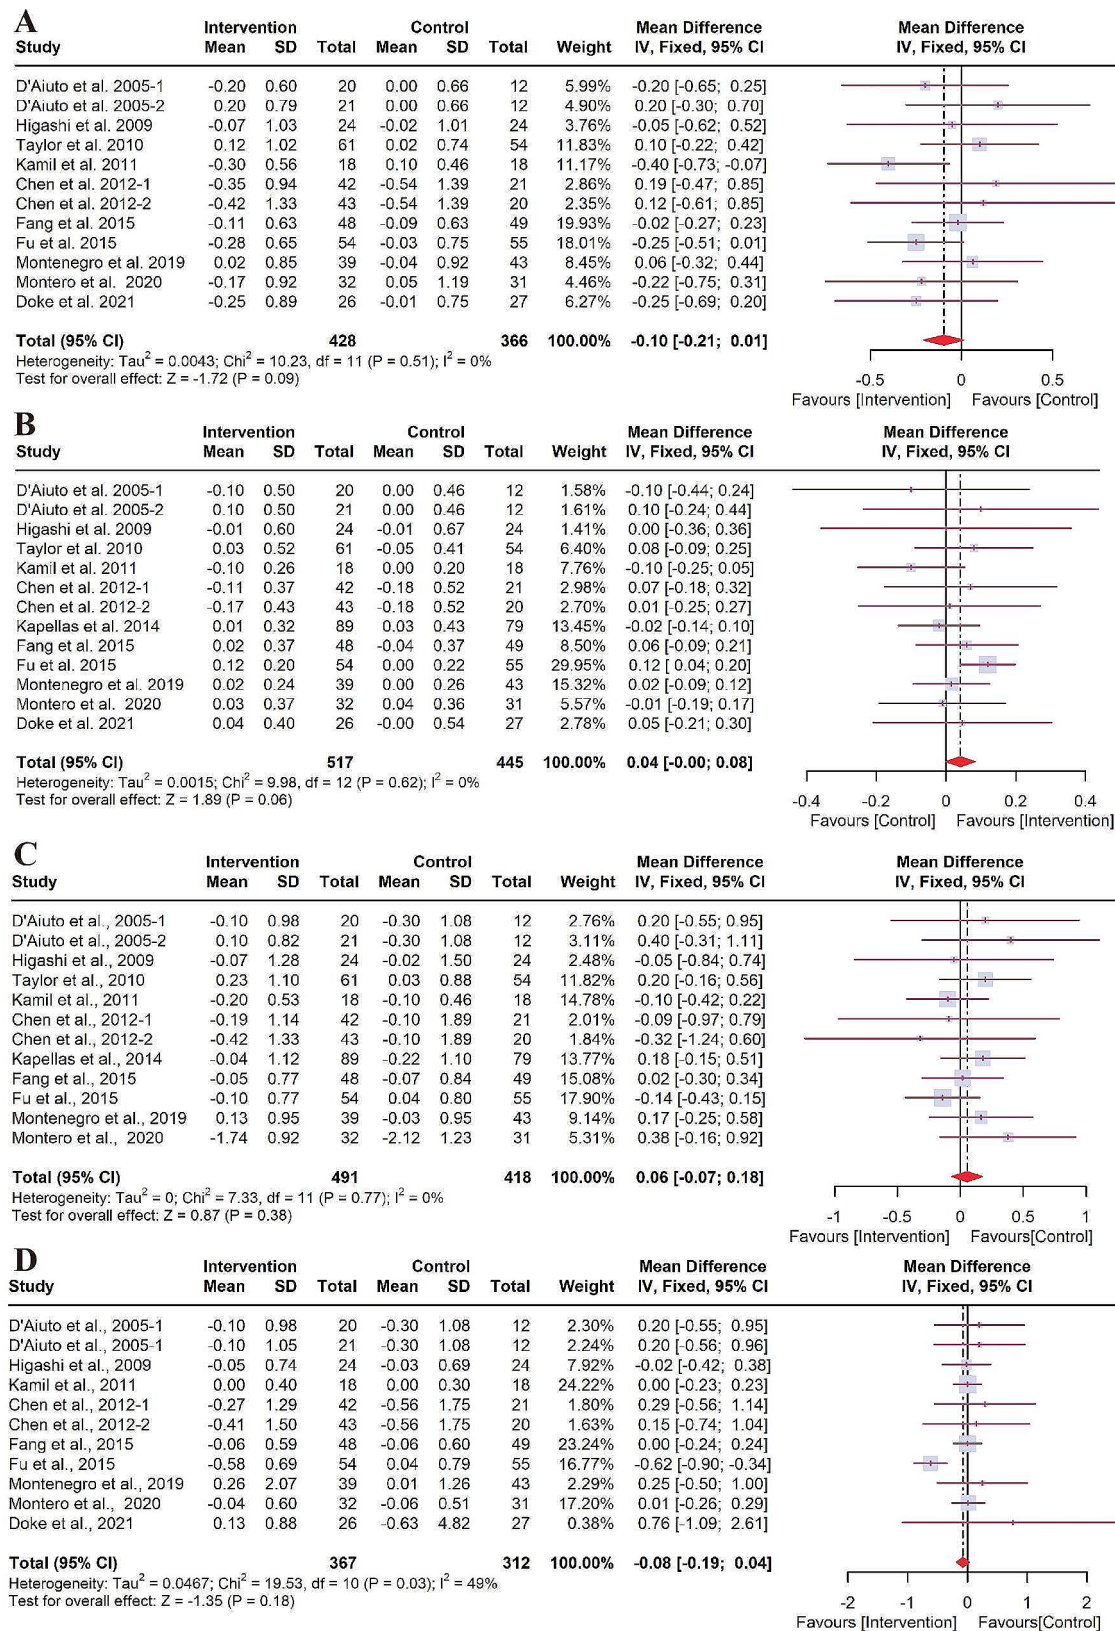 A
Intervention Control Mean Difference Mean Difference
Study Mean SD Total Mean SD Total Weight IV, Fixed, 95% CI IV, Fixed, 95% CI
D'Aiuto et al. 2005-1 -0.20 0.60 20 0.00 0.66 12 5.99% -0.20 [-0.65; 0.25]
D'Aiuto et al. 2005-2 0.20 0.79 21 0.00 0.66 12 4.90% 0.20 [-0.30; 0.70]
Higashi et al. 2009 -0.07 1.03 24 -0.02 1.01 24 3.76% -0.05 [-0.62; 0.52]
Taylor et al. 2010 0.12 1.02 61 0.02 0.74 54 11.83% 0.10 [-0.22; 0.42]
Kamil et al. 2011 -0.30 0.56 18 0.10 0.46 18 11.17% -0.40 [-0.73; -0.07]
Chen et al. 2012-1 -0.35 0.94 42 -0.54 1.39 21 2.86% 0.19 [-0.47; 0.85]
Chen et al. 2012-2 -0.42 1.33 43 -0.54 1.39 20 2.35% 0.12 [-0.61; 0.85]
Fang et al. 2015 -0.11 0.63 48 -0.09 0.63 49 19.93% -0.02 [-0.27; 0.23]
Fu et al. 2015 -0.28 0.65 54 -0.03 0.75 55 18.01% -0.25 [-0.51; 0.01]
Montenegro et al. 2019 0.02 0.85 39 -0.04 0.92 43 8.45% 0.06 [-0.32; 0.44]
Montero et al. 2020 -0.17 0.92 32 0.05 1.19 31 4.46% -0.22 [-0.75; 0.31]
Doke et al. 2021 -0.25 0.89 26 -0.01 0.75 27 6.27% -0.25 [-0.69; 0.20]
Total (95% CI) 428 366 100.00% -0.10 [-0.21; 0.01]
Heterogeneity: Tau² = 0.0043; Chi² = 10.23, df = 11 (P = 0.51); I² = 0%
Test for overall effect: Z = -1.72 (P = 0.09)
-0.5 0 0.5
Favours [Intervention] Favours [Control]
B
Intervention Control Mean Difference Mean Difference
Study Mean SD Total Mean SD Total Weight IV, Fixed, 95% CI IV, Fixed, 95% CI
D'Aiuto et al. 2005-1 -0.10 0.50 20 0.00 0.46 12 1.58% -0.10 [-0.44; 0.24]
D'Aiuto et al. 2005-2 0.10 0.50 21 0.00 0.46 12 1.61% 0.10 [-0.24; 0.44]
Higashi et al. 2009 -0.01 0.60 24 -0.01 0.67 24 1.41% 0.00 [-0.36; 0.36]
Taylor et al. 2010 0.03 0.52 61 -0.05 0.41 54 6.40% 0.08 [-0.09; 0.25]
Kamil et al. 2011 -0.10 0.26 18 0.00 0.20 18 7.76% -0.10 [-0.25; 0.05]
Chen et al. 2012-1 -0.11 0.37 42 -0.18 0.52 21 2.98% 0.07 [-0.18; 0.32]
Chen et al. 2012-2 -0.17 0.43 43 -0.18 0.52 20 2.70% 0.01 [-0.25; 0.27]
Kapellas et al. 2014 0.01 0.32 89 0.03 0.43 79 13.45% -0.02 [-0.14; 0.10]
Fang et al. 2015 0.02 0.37 48 -0.04 0.37 49 8.50% 0.06 [-0.09; 0.21]
Fu et al. 2015 0.12 0.20 54 0.00 0.22 55 29.95% 0.12 [ 0.04; 0.20]
Montenegro et al. 2019 0.02 0.24 39 0.00 0.26 43 15.32% 0.02 [-0.09; 0.12]
Montero et al. 2020 0.03 0.37 32 0.04 0.36 31 5.57% -0.01 [-0.19; 0.17]
Doke et al. 2021 0.04 0.40 26 -0.00 0.54 27 2.78% 0.05 [-0.21; 0.30]
Total (95% CI) 517 445 100.00% 0.04 [-0.00; 0.08]
Heterogeneity: Tau² = 0.0015; Chi² = 9.98, df = 12 (P = 0.62); I² = 0%
Test for overall effect: Z = 1.89 (P = 0.06)
-0.4 -0.2 0 0.2 0.4
Favours [Control] Favours [Intervention]
C
Intervention Control Mean Difference Mean Difference
Study Mean SD Total Mean SD Total Weight IV, Fixed, 95% CI IV, Fixed, 95% CI
D'Aiuto et al., 2005-1 -0.10 0.98 20 -0.30 1.08 12 2.76% 0.20 [-0.55; 0.95]
D'Aiuto et al., 2005-2 0.10 0.82 21 -0.30 1.08 12 3.11% 0.40 [-0.31; 1.11]
Higashi et al., 2009 -0.07 1.28 24 -0.02 1.50 24 2.48% -0.05 [-0.84; 0.74]
Taylor et al., 2010 0.23 1.10 61 0.03 0.88 54 11.82% 0.20 [-0.16; 0.56]
Kamil et al., 2011 -0.20 0.53 18 -0.10 0.46 18 14.78% -0.10 [-0.42; 0.22]
Chen et al., 2012-1 -0.19 1.14 42 -0.10 1.89 21 2.01% -0.09 [-0.97; 0.79]
Chen et al., 2012-2 -0.42 1.33 43 -0.10 1.89 20 1.84% -0.32 [-1.24; 0.60]
Kapellas et al., 2014 -0.04 1.12 89 -0.22 1.10 79 13.77% 0.18 [-0.15; 0.51]
Fang et al., 2015 -0.05 0.77 48 -0.07 0.84 49 15.08% 0.02 [-0.30; 0.34]
Fu et al., 2015 -0.10 0.77 54 0.04 0.80 55 17.90% -0.14 [-0.43; 0.15]
Montenegro et al., 2019 0.13 0.95 39 -0.03 0.95 43 9.14% 0.17 [-0.25; 0.58]
Montero et al., 2020 -1.74 0.92 32 -2.12 1.23 31 5.31% 0.38 [-0.16; 0.92]
Total (95% CI) 491 418 100.00% 0.06 [-0.07; 0.18]
Heterogeneity: Tau² = 0; Chi² = 7.33, df = 11 (P = 0.77); I² = 0%
Test for overall effect: Z = 0.87 (P = 0.38)
-1 -0.5 0 0.5 1
Favours [Intervention] Favours[Control]
D
Intervention Control Mean Difference Mean Difference
Study Mean SD Total Mean SD Total Weight IV, Fixed, 95% CI IV, Fixed, 95% CI
D'Aiuto et al., 2005-1 -0.10 0.98 20 -0.30 1.08 12 2.30% 0.20 [-0.55; 0.95]
D'Aiuto et al., 2005-1 -0.10 1.05 21 -0.30 1.08 12 2.24% 0.20 [-0.56; 0.96]
Higashi et al., 2009 -0.05 0.74 24 -0.03 0.69 24 7.92% -0.02 [-0.42; 0.38]
Kamil et al., 2011 0.00 0.40 18 0.00 0.30 18 24.22% 0.00 [-0.23; 0.23]
Chen et al., 2012-1 -0.27 1.29 42 -0.56 1.75 21 1.80% 0.29 [-0.56; 1.14]
Chen et al., 2012-2 -0.41 1.50 43 -0.56 1.75 20 1.63% 0.15 [-0.74; 1.04]
Fang et al., 2015 -0.06 0.59 48 -0.06 0.60 49 23.24% 0.00 [-0.24; 0.24]
Fu et al., 2015 -0.58 0.69 54 0.04 0.79 55 16.77% -0.62 [-0.90; -0.34]
Montenegro et al., 2019 0.26 2.07 39 0.01 1.26 43 2.29% 0.25 [-0.50; 1.00]
Montero et al., 2020 -0.04 0.60 32 -0.06 0.51 31 17.20% 0.01 [-0.26; 0.29]
Doke et al., 2021 0.13 0.88 26 -0.63 4.82 27 0.38% 0.76 [-1.09; 2.61]
Total (95% CI) 367 312 100.00% -0.08 [-0.19; 0.04]
Heterogeneity: Tau² = 0.0467; Chi² = 19.53, df = 10 (P = 0.03); I² = 49%
Test for overall effect: Z = -1.35 (P = 0.18)
-2 -1 0 1 2
Favours [Intervention] Favours[Control]